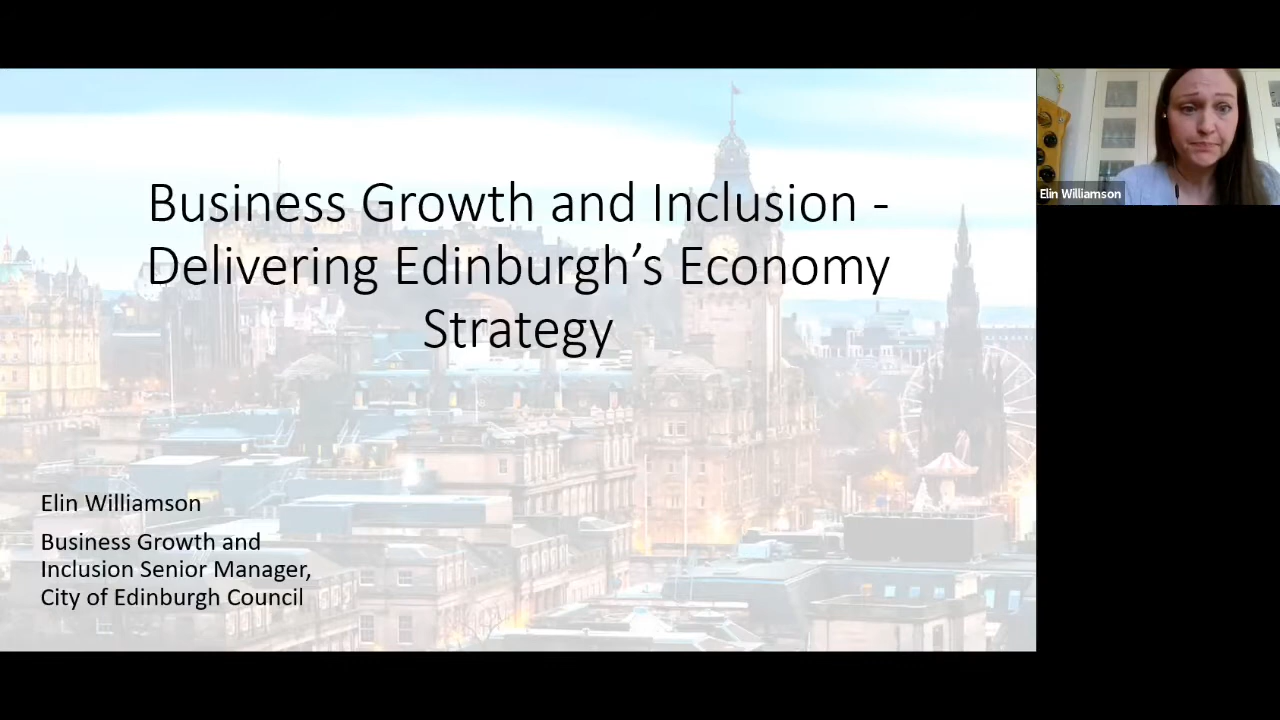 Business Growth and Inclusion -
Delivering Edinburgh’s Economy
Strategy
Elin Williamson
Business Growth and
Inclusion Senior Manager,
City of Edinburgh Council
Elin Williamson